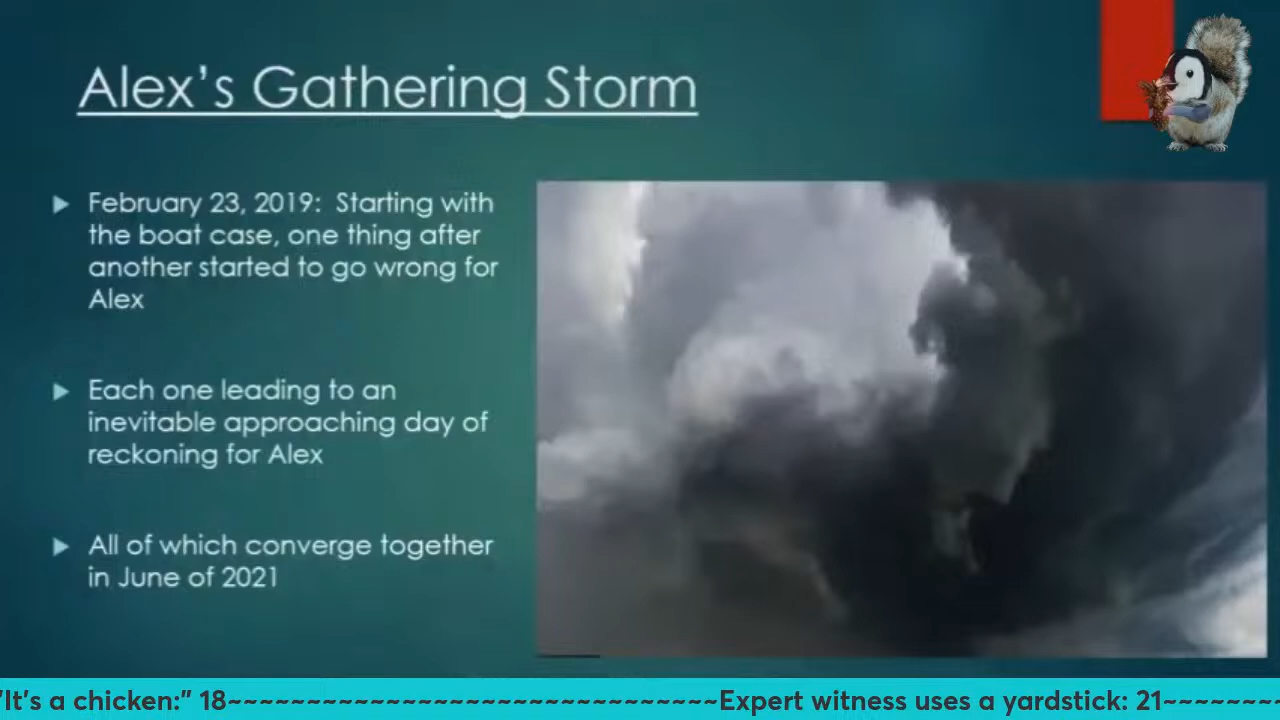 Alex's Gathering Storm
February 23, 2019: Starting with
the boat case, one thing after
another started to go wrong for
Alex
Each one leading to an
inevitable approaching day of
reckoning for Alex
All of which converge together
in June of 2021
"It's a chicken:" 18~~~~~~~~~~~~~~~~~~~~~~~~~~~~~~~~Expert witness uses a yardstick: 21~~~~~~~~